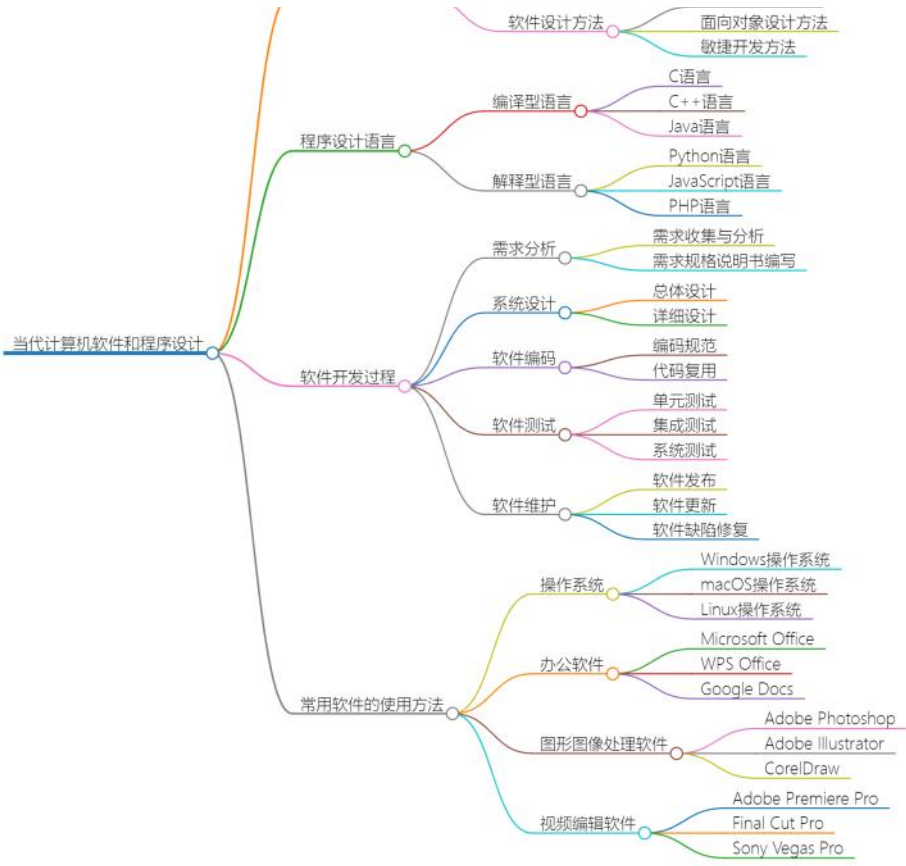 当代计算机软件和程序设计
软件设计方法
面向对象设计方法
敏捷开发方法
程序设计语言
编译型语言
C语言
C++语言
Java语言
解释型语言
Python语言
JavaScript语言
PHP语言
软件开发过程
需求分析
需求收集与分析
需求规格说明书编写
系统设计
总体设计
详细设计
软件编码
编码规范
代码复用
软件测试
单元测试
集成测试
系统测试
软件维护
软件发布
软件更新
软件缺陷修复
常用软件的使用方法
操作系统
Windows操作系统
macOS操作系统
Linux操作系统
办公软件
Microsoft Office
WPS Office
Google Docs
图形图像处理软件
Adobe Photoshop
Adobe Illustrator
CorelDraw
视频编辑软件
Adobe Premiere Pro
Final Cut Pro
Sony Vegas Pro